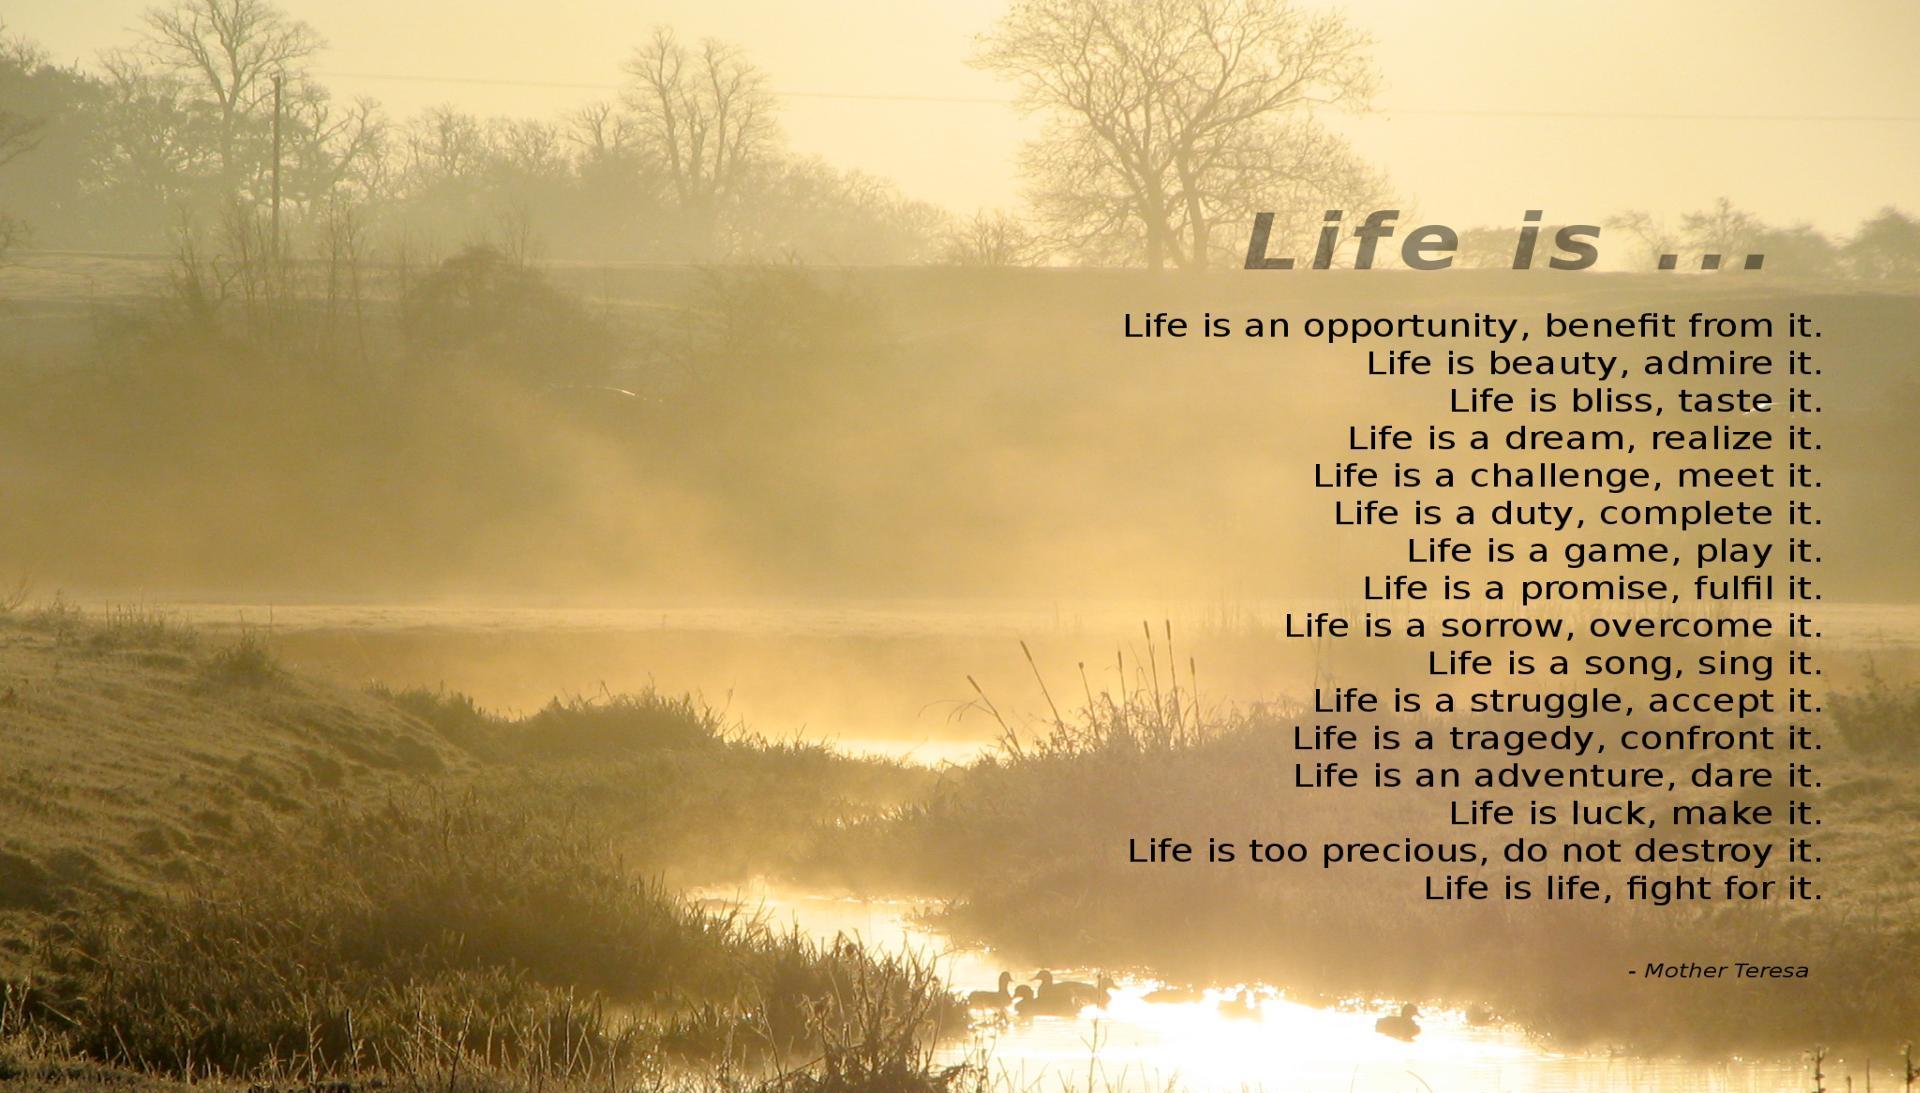 Life is ...
Life is an opportunity, benefit from it.
Life is beauty, admire it.
Life is bliss, taste it.
Life is a dream, realize it.
Life is a challenge, meet it.
Life is a duty, complete it.
Life is a game, play it.
Life is a promise, fulfil it.
Life is a sorrow, overcome it.
Life is a song, sing it.
Life is a struggle, accept it.
Life is a tragedy, confront it.
Life is an adventure, dare it.
Life is luck, make it.
Life is too precious, do not destroy it.
Life is life, fight for it.
- Mother Teresa